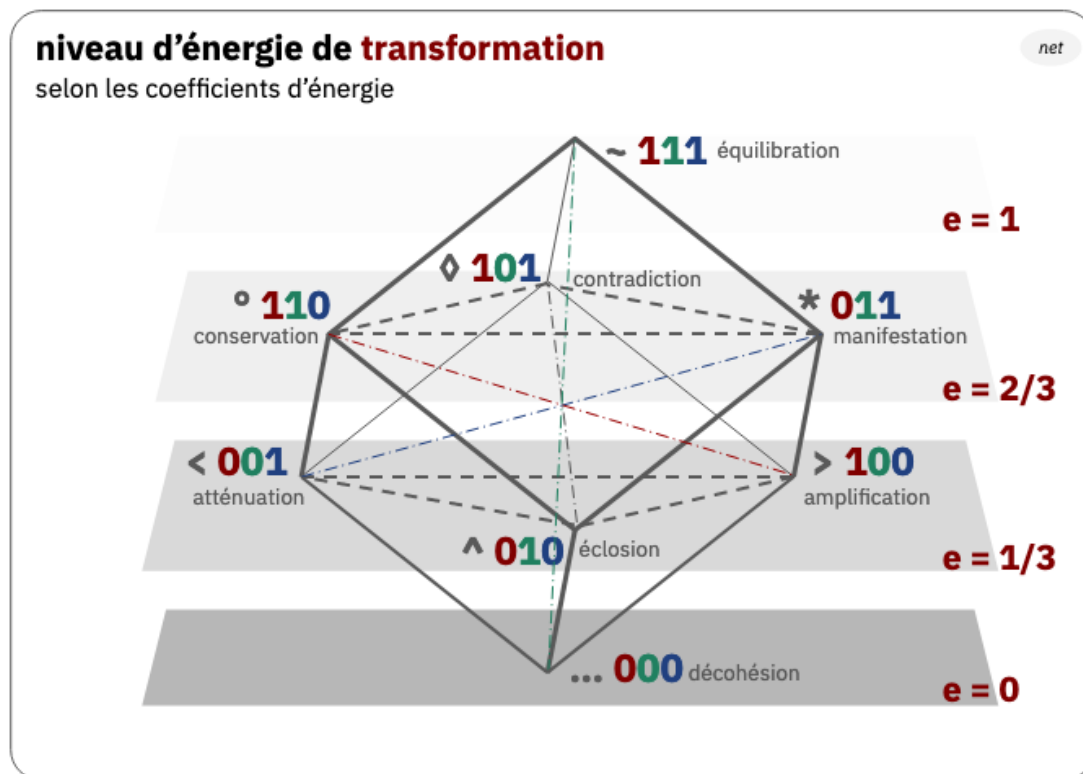 niveau d'énergie de transformation
net
selon les coefficients d'énergie
~ 111 équilibration
e = 1
◊ 101
contradiction
° 110
conservation
* 011
manifestation
e = 2/3
< 001
atténuation
> 100
amplification
^ 010 éclosion
e = 1/3
... 000 décohésion
e = 0